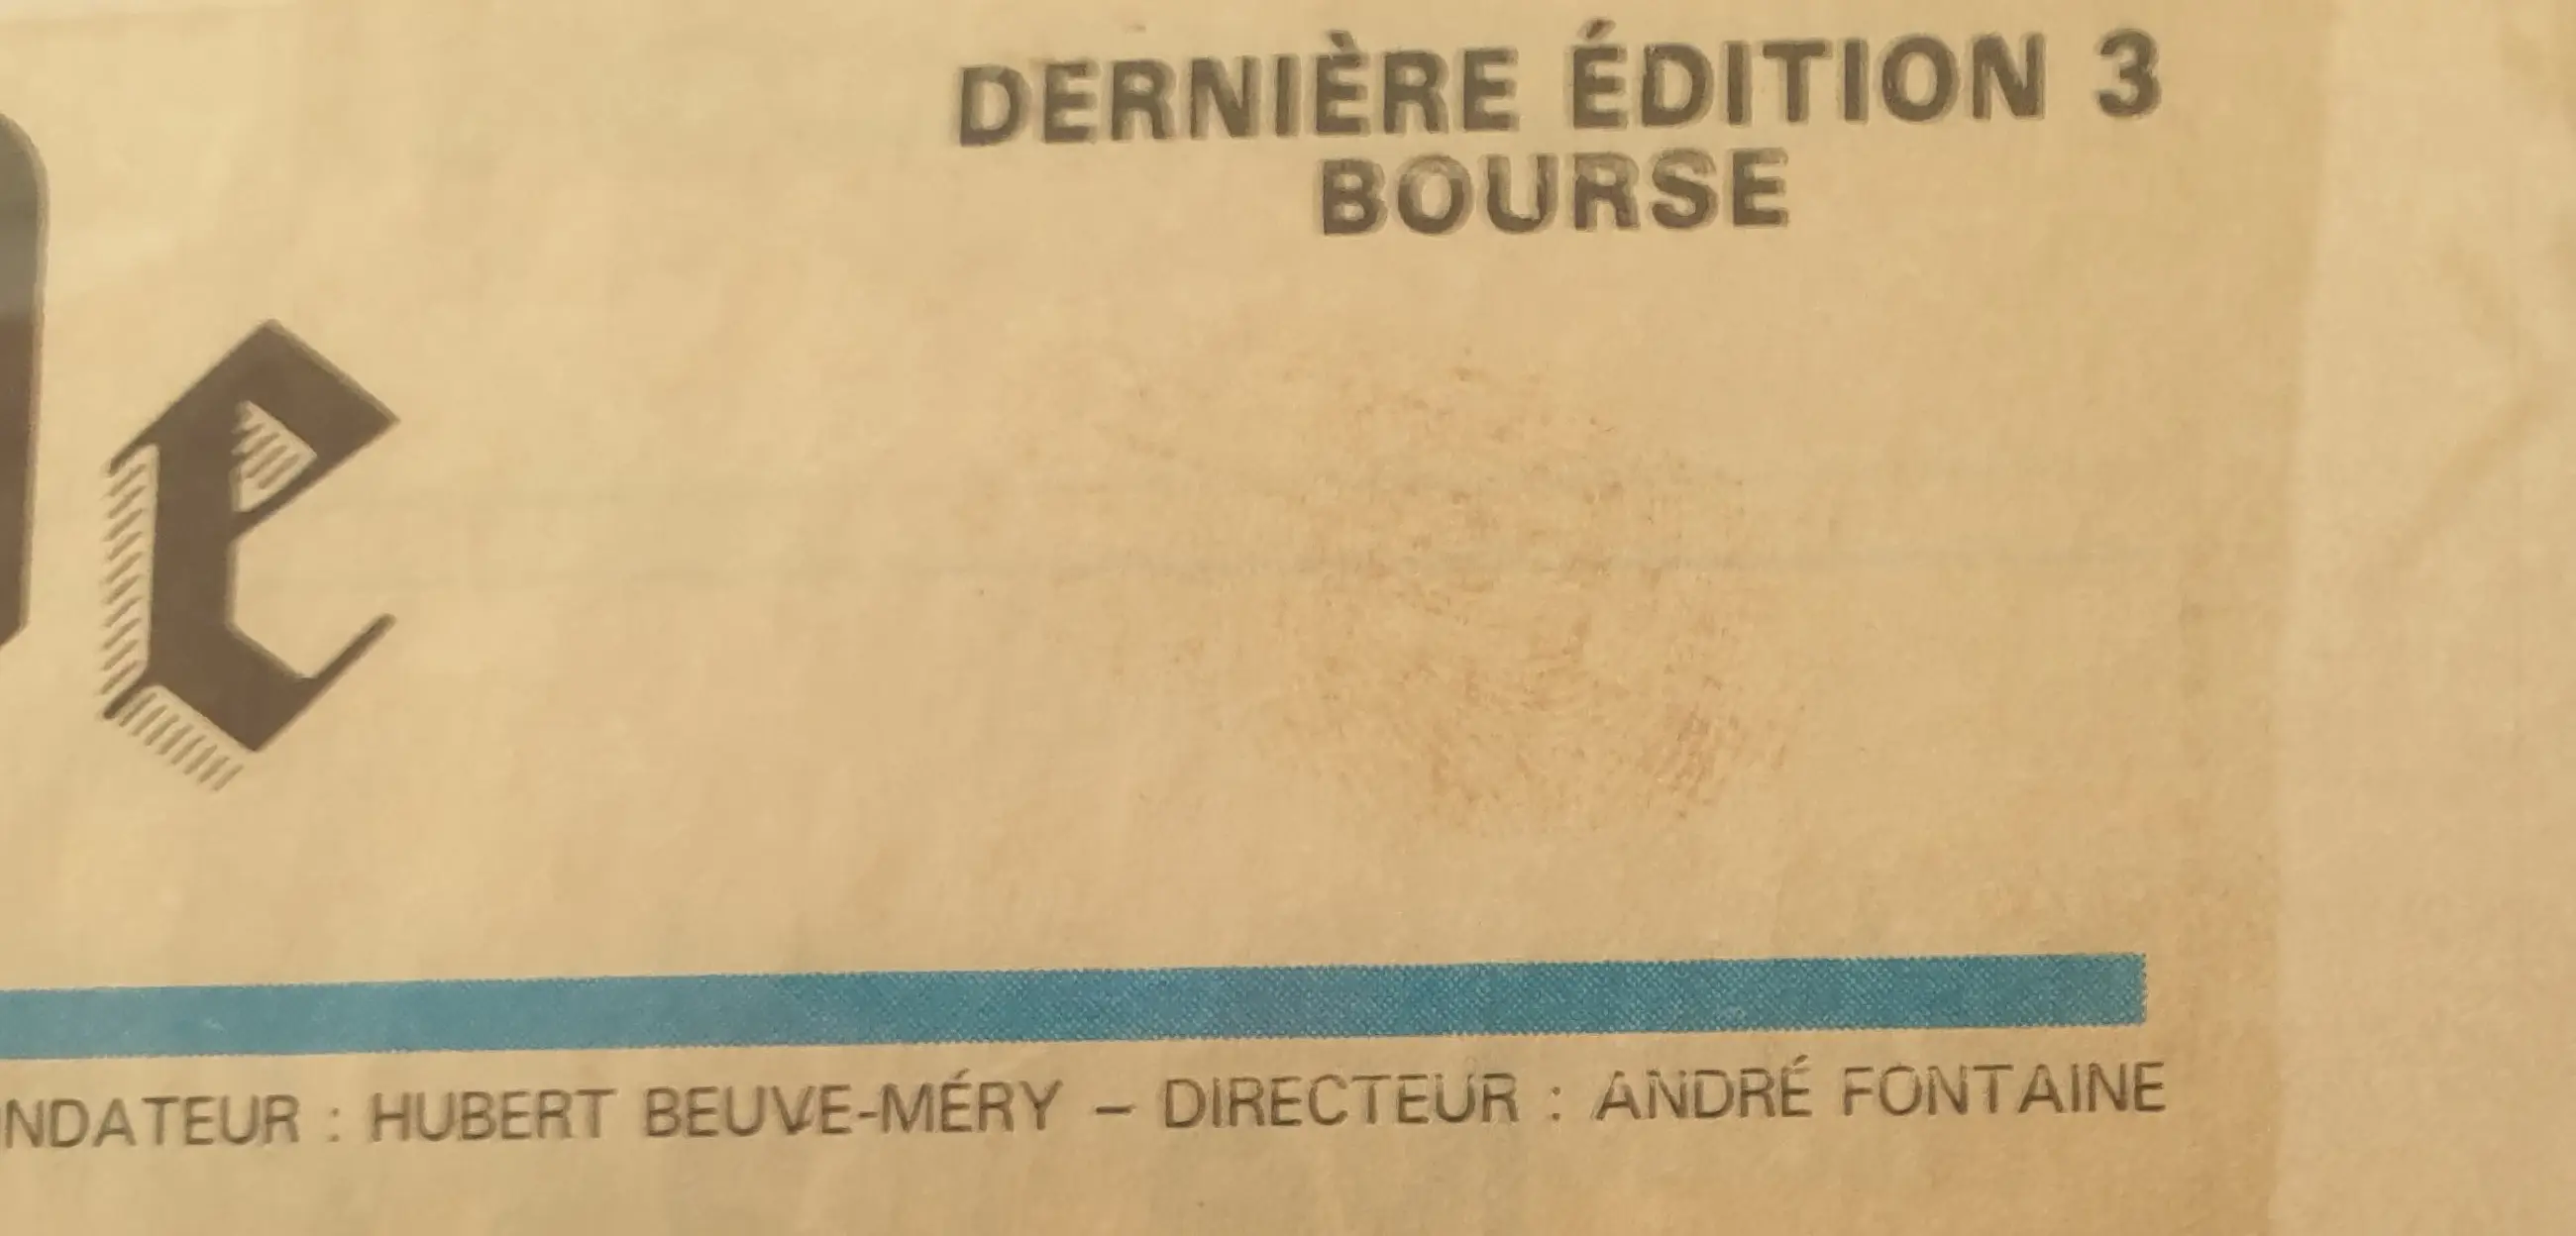 DERNIÈRE ÉDITION 3
BOURSE
e
NDATEUR : HUBERT BEUVE-MÉRY – DIRECTEUR : ANDRÉ FONTAINE